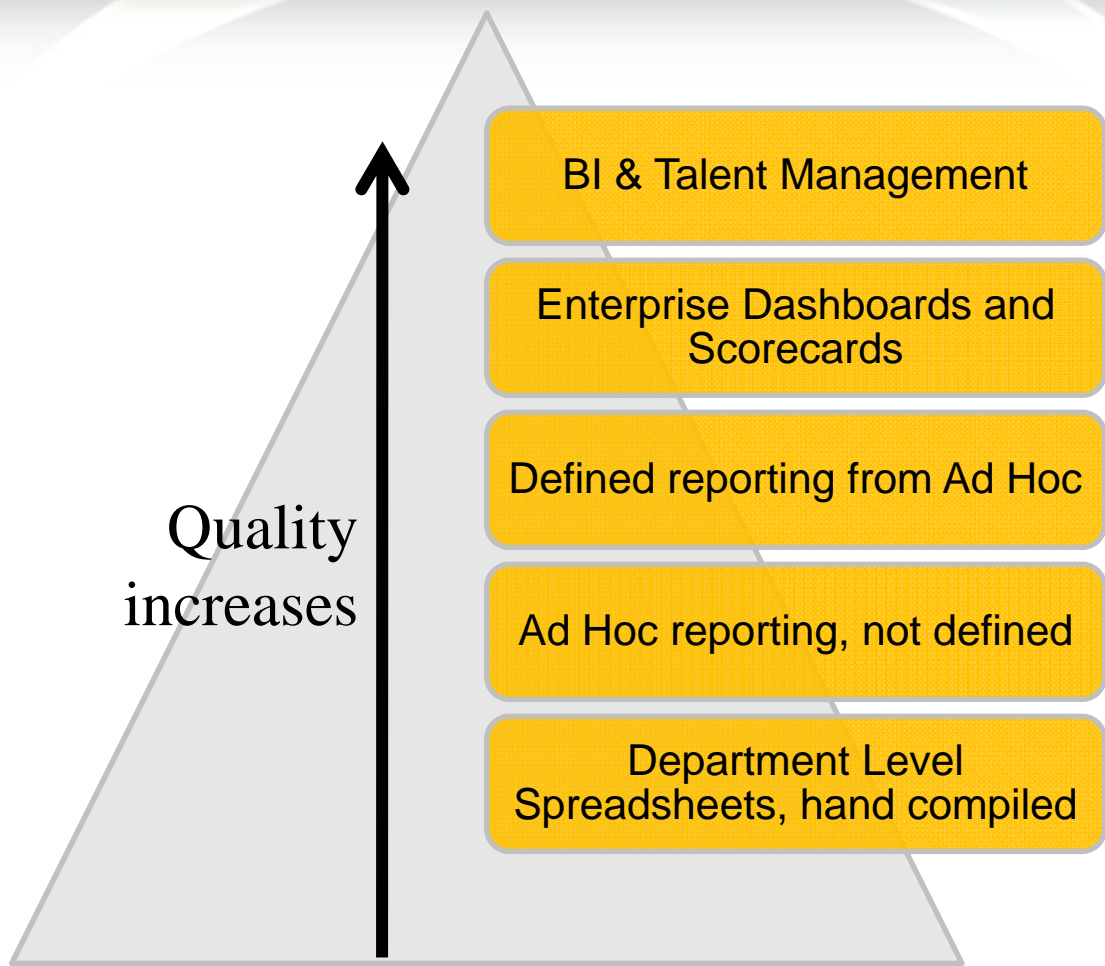 BI & Talent Management
Enterprise Dashboards and
Scorecards
Defined reporting from Ad Hoc
Quality
increases
Ad Hoc reporting, not defined
Department Level
Spreadsheets, hand compiled